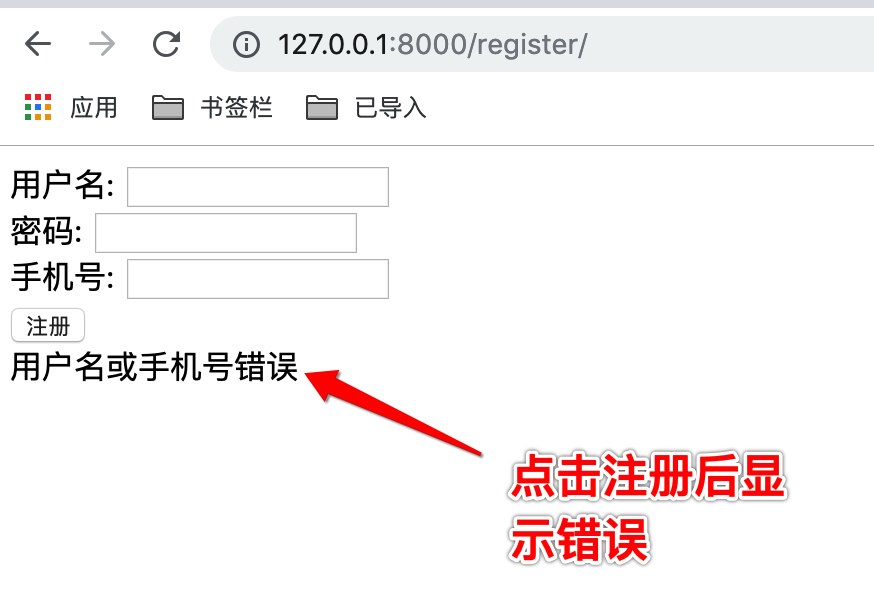 127.0.0.1:8000/register/
应用 书签栏 已导入
用户名:
密码:
手机号:
注册
用户名或手机号错误
点击注册后显
示错误